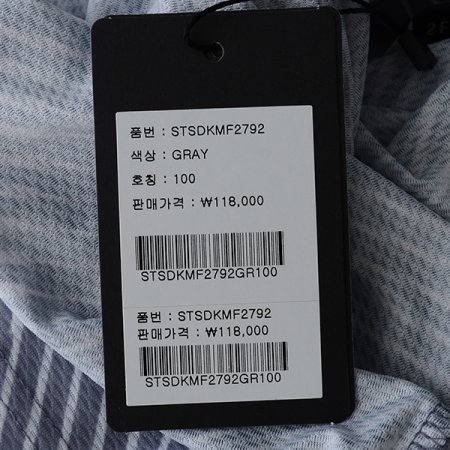 품번 : STSDKMF2792
색상 : GRAY
호칭 : 100
판매가격 : ₩118,000
STSDKMF2792GR100
품번 : STSDKMF2792
판매가격 : ₩118,000
STSDKMF2792GR100